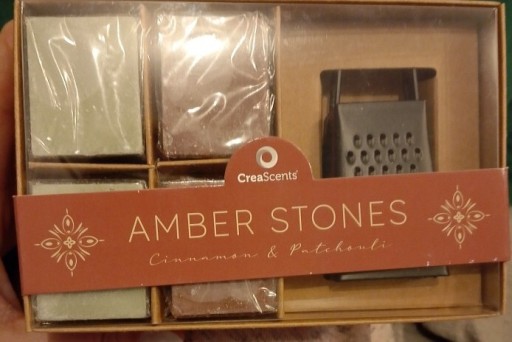 CreaScents
AMBER STONES
Cinnamon & Patchouli